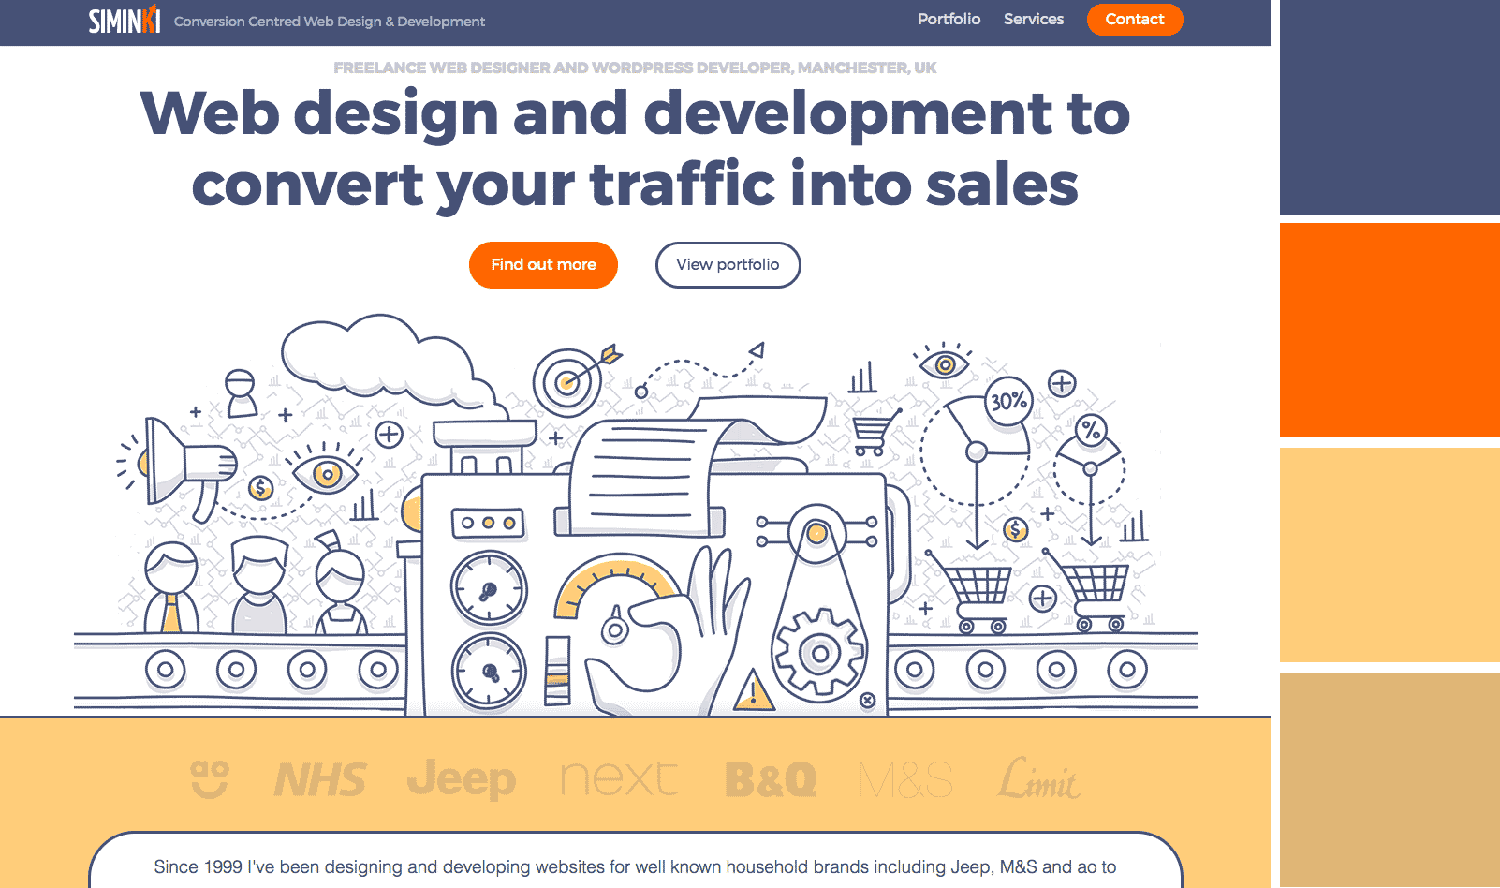 SIMINKI Conversion Centred Web Design & Development Portfolio Services Contact
FREELANCE WEB DESIGNER AND WORDPRESS DEVELOPER, MANCHESTER, UK
Web design and development to
convert your traffic into sales
Find out more View portfolio
30%
%
$
$
ao NHS Jeep next B&Q M&S Limit
Since 1999 I've been designing and developing websites for well known household brands including Jeep, M&S and ao to